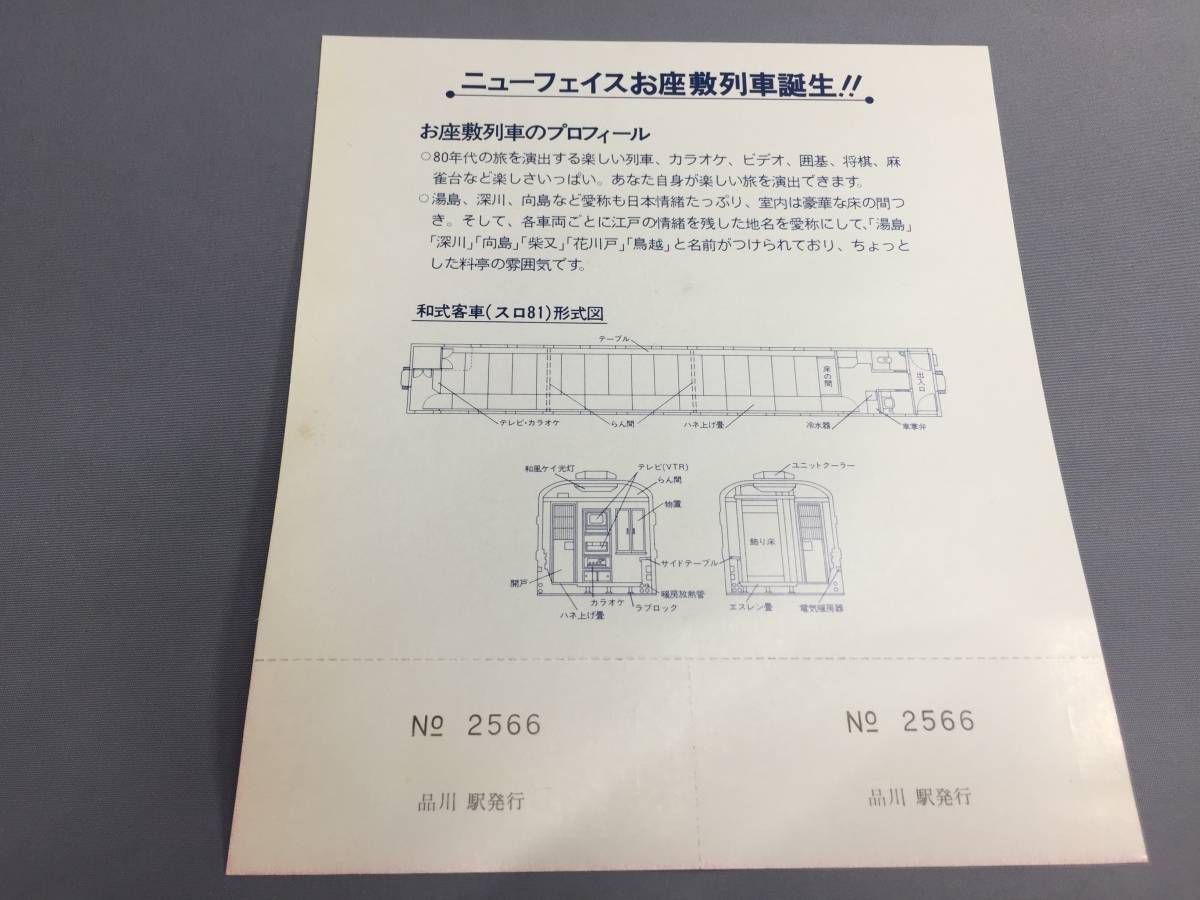 ニューフェイスお座敷列車誕生!!
お座敷列車のプロフィール
○80年代の旅を演出する楽しい列車、カラオケ、ビデオ、囲碁、将棋、麻
雀台など楽しさいっぱい。あなた自身が楽しい旅を演出できます。
○湯島、深川、向島など愛称も日本情緒たっぷり、室内は豪華な床の間つ
き。そして、各車両ごとに江戸の情緒を残した地名を愛称にして、「湯島」
「深川」「向島」「柴又」「花川戸」「鳥越」と名前がつけられており、ちょっと
した料亭の雰囲気です。
和式客車(スロ81)形式図
テーブル
床の間
出入口
テレビ・カラオケ
らん間
ハネ上げ畳
冷水器
車掌弁
和風ケイ光灯
テレビ(VTR)
らん間
物置
サイドテーブル
開戸
カラオケ
暖房放熱管
ハネ上げ畳
ラブロック
ユニットクーラー
飾り床
エスレン畳
電気暖房器
№ 2566
№ 2566
品川 駅発行
品川 駅発行